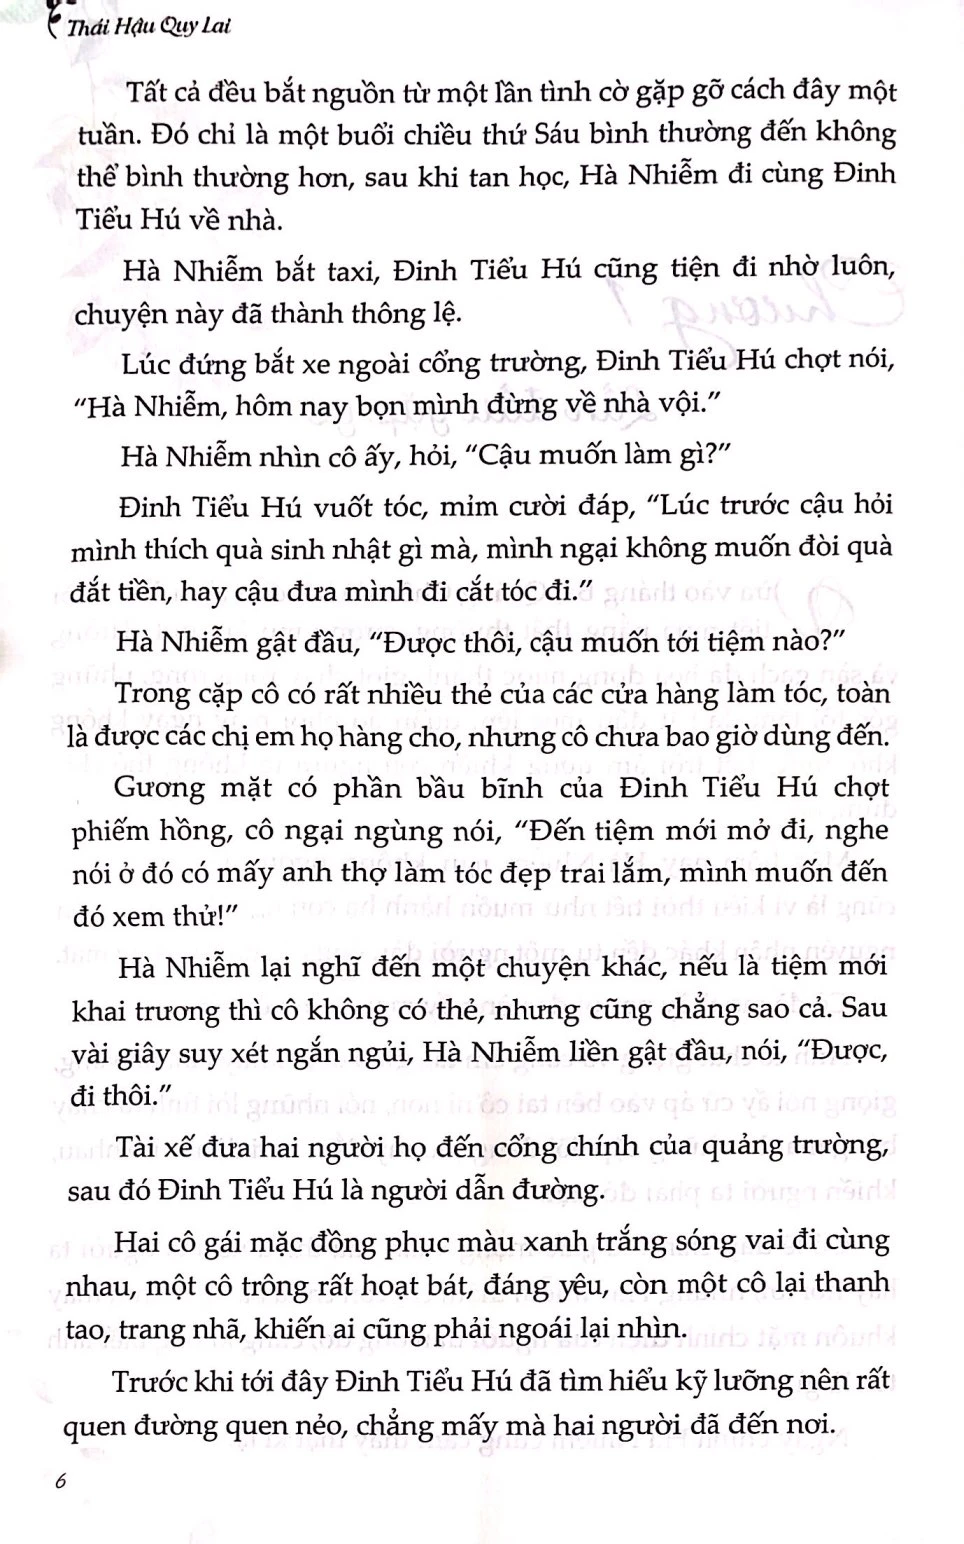 Thái Hậu Quy Lai
Tất cả đều bắt nguồn từ một lần tình cờ gặp gỡ cách đây một
tuần. Đó chỉ là một buổi chiều thứ Sáu bình thường đến không
thể bình thường hơn, sau khi tan học, Hà Nhiễm đi cùng Đinh
Tiểu Hú về nhà.
Hà Nhiễm bắt taxi, Đinh Tiểu Hú cũng tiện đi nhờ luôn,
chuyện này đã thành thông lệ.
Lúc đứng bắt xe ngoài cổng trường, Đinh Tiểu Hú chợt nói,
“Hà Nhiễm, hôm nay bọn mình đừng về nhà vội.”
Hà Nhiễm nhìn cô ấy, hỏi, “Cậu muốn làm gì?”
Đinh Tiểu Hú vuốt tóc, mỉm cười đáp, “Lúc trước cậu hỏi
mình thích quà sinh nhật gì mà, mình ngại không muốn đòi quà
đắt tiền, hay cậu đưa mình đi cắt tóc đi.”
Hà Nhiễm gật đầu, “Được thôi, cậu muốn tới tiệm nào?”
Trong cặp cô có rất nhiều thẻ của các cửa hàng làm tóc, toàn
là được các chị em họ hàng cho, nhưng cô chưa bao giờ dùng đến.
Gương mặt có phần bầu bĩnh của Đinh Tiểu Hú chợt
phiếm hồng, cô ngại ngùng nói, “Đến tiệm mới mở đi, nghe
nói ở đó có mấy anh thợ làm tóc đẹp trai lắm, mình muốn đến
đó xem thử!”
Hà Nhiễm lại nghĩ đến một chuyện khác, nếu là tiệm mới
khai trương thì cô không có thẻ, nhưng cũng chẳng sao cả. Sau
vài giây suy xét ngắn ngủi, Hà Nhiễm liền gật đầu, nói, “Được,
đi thôi.”
Tài xế đưa hai người họ đến cổng chính của quảng trường,
sau đó Đinh Tiểu Hú là người dẫn đường.
Hai cô gái mặc đồng phục màu xanh trắng sóng vai đi cùng
nhau, một cô trông rất hoạt bát, đáng yêu, còn một cô lại thanh
tao, trang nhã, khiến ai cũng phải ngoái lại nhìn.
Trước khi tới đây Đinh Tiểu Hú đã tìm hiểu kỹ lưỡng nên rất
quen đường quen nẻo, chẳng mấy mà hai người đã đến nơi.
6